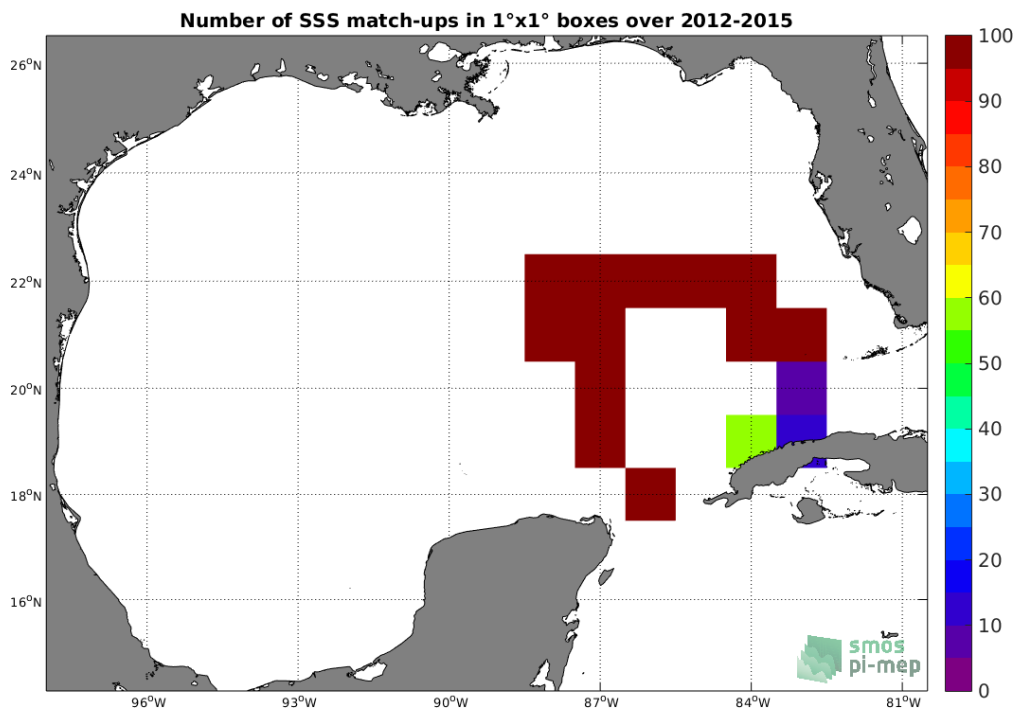 Number of SSS match-ups in 1°x1° boxes over 2012-2015
26°N
24°N
22°N
20°N
18°N
16°N
96°W
93°W
90°W
87°W
84°W
81°W
100
90
80
70
60
50
40
30
20
10
0
smos
pi-mep